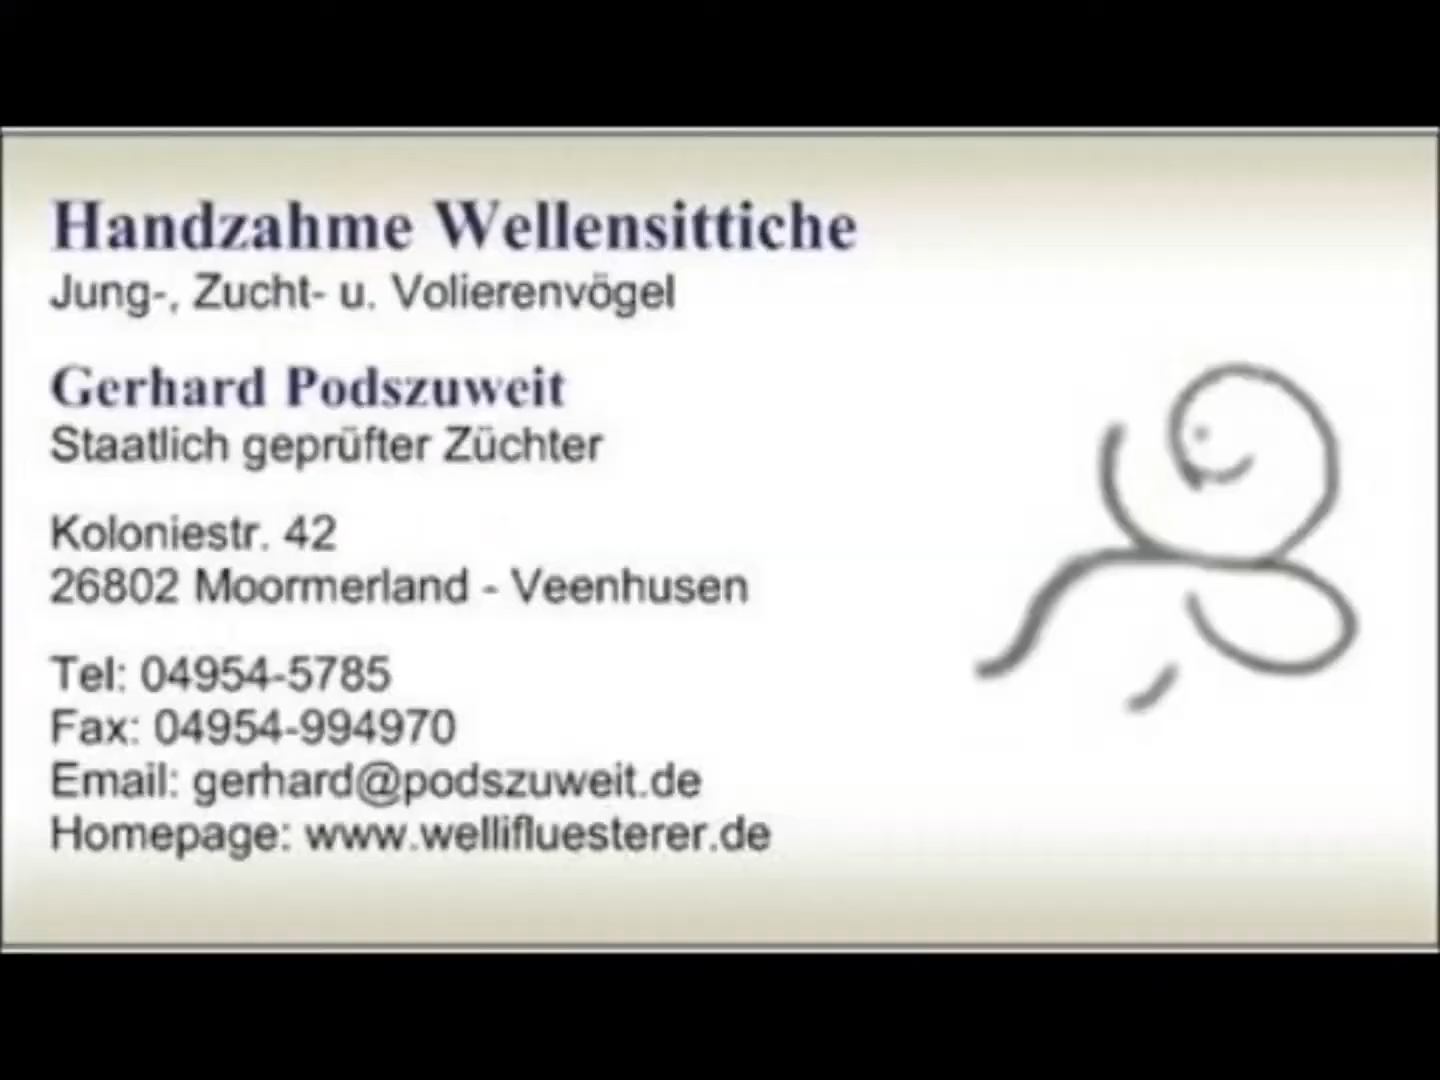 Handzahme Wellensittiche
Jung-, Zucht- u. Volierenvögel
Gerhard Podszuweit
Staatlich geprüfter Züchter
Koloniestr. 42
26802 Moormerland - Veenhusen
Tel: 04954-5785
Fax: 04954-994970
Email: gerhard@podszuweit.de
Homepage: www.wellifluesterer.de